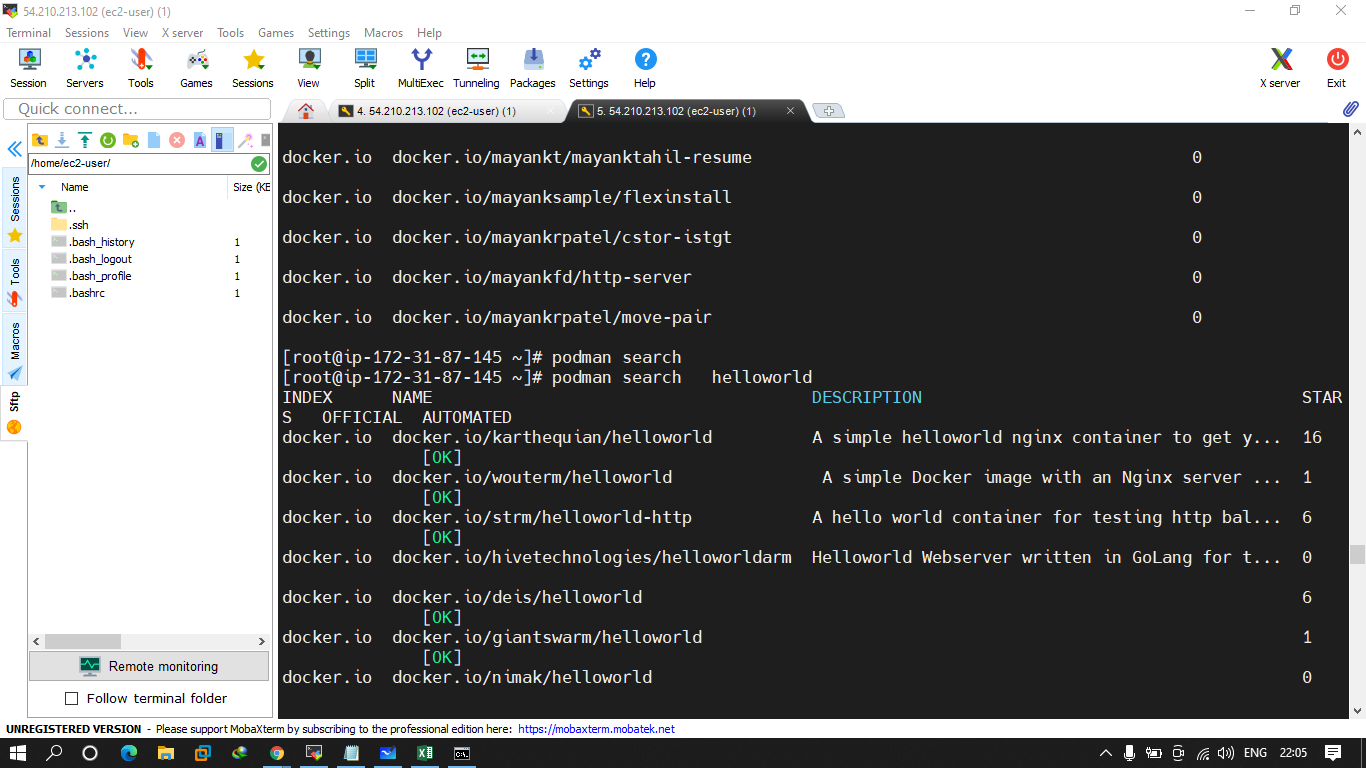 54.210.213.102 (ec2-user) (1)
Terminal Sessions View X server Tools Games Settings Macros Help
Session Servers Tools Games Sessions View Split MultiExec Tunneling Packages Settings Help X server Exit
Quick connect...
4. 54.210.213.102 (ec2-user) (1)
5. 54.210.213.102 (ec2-user) (1)
/home/ec2-user/
Name Size (KB
..
.ssh
.bash_history 1
.bash_logout 1
.bash_profile 1
.bashrc 1
Sessions
Tools
Macros
Sftp
Remote monitoring
Follow terminal folder
docker.io docker.io/mayankt/mayanktahil-resume 0
docker.io docker.io/mayanksample/flexinstall 0
docker.io docker.io/mayankrpatel/cstor-istgt 0
docker.io docker.io/mayankfd/http-server 0
docker.io docker.io/mayankrpatel/move-pair 0
[root@ip-172-31-87-145 ~]# podman search
[root@ip-172-31-87-145 ~]# podman search   helloworld
INDEX NAME DESCRIPTION STAR
S OFFICIAL AUTOMATED
docker.io docker.io/karthequian/helloworld A simple helloworld nginx container to get y... 16
[OK]
docker.io docker.io/wouterm/helloworld A simple Docker image with an Nginx server ... 1
[OK]
docker.io docker.io/strm/helloworld-http A hello world container for testing http bal... 6
[OK]
docker.io docker.io/hivetechnologies/helloworldarm Helloworld Webserver written in GoLang for t... 0
docker.io docker.io/deis/helloworld 6
[OK]
docker.io docker.io/giantswarm/helloworld 1
[OK]
docker.io docker.io/nimak/helloworld 0
UNREGISTERED VERSION - Please support MobaXterm by subscribing to the professional edition here: https://mobaxterm.mobatek.net
ENG 22:05